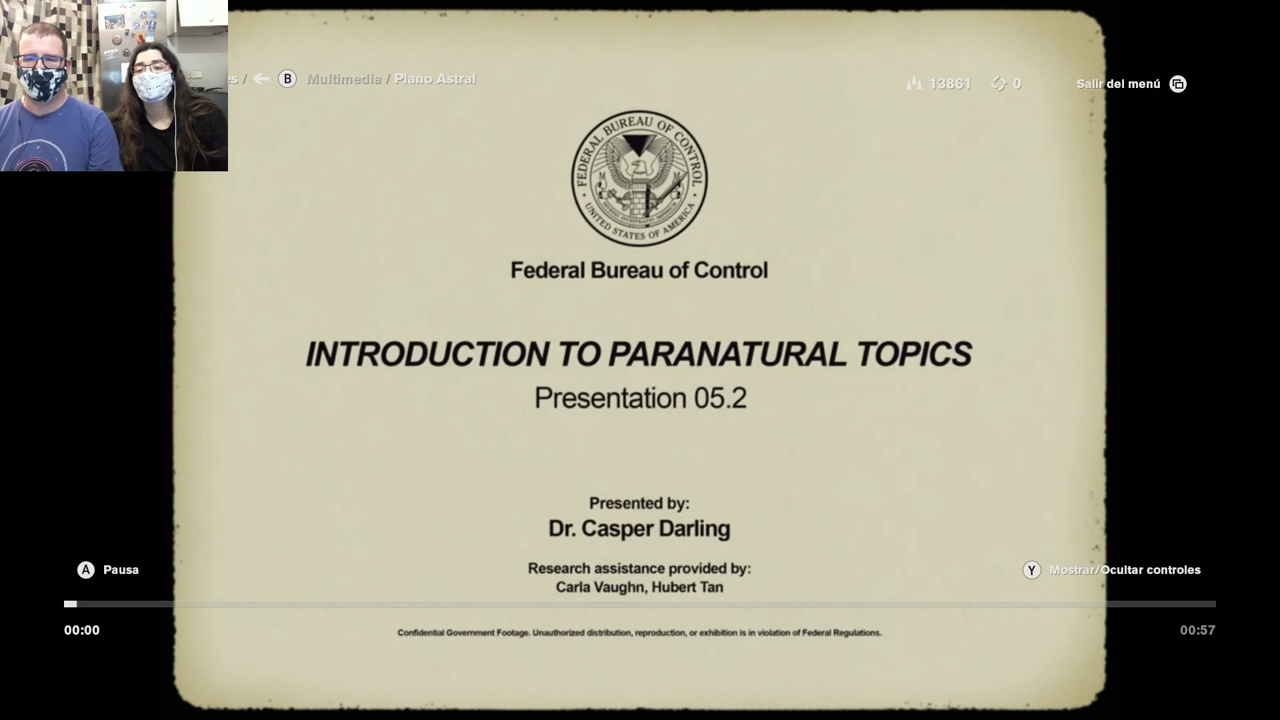 es / B Multimedia / Plano Astral
13861 0 Salir del menú
FEDERAL BUREAU OF CONTROL
UNITED STATES OF AMERICA
Federal Bureau of Control
INTRODUCTION TO PARANATURAL TOPICS
Presentation 05.2
Presented by:
Dr. Casper Darling
Research assistance provided by:
Carla Vaughn, Hubert Tan
A Pausa
Y Mostrar/Ocultar controles
00:00
00:57
Confidential Government Footage. Unauthorized distribution, reproduction, or exhibition is in violation of Federal Regulations.